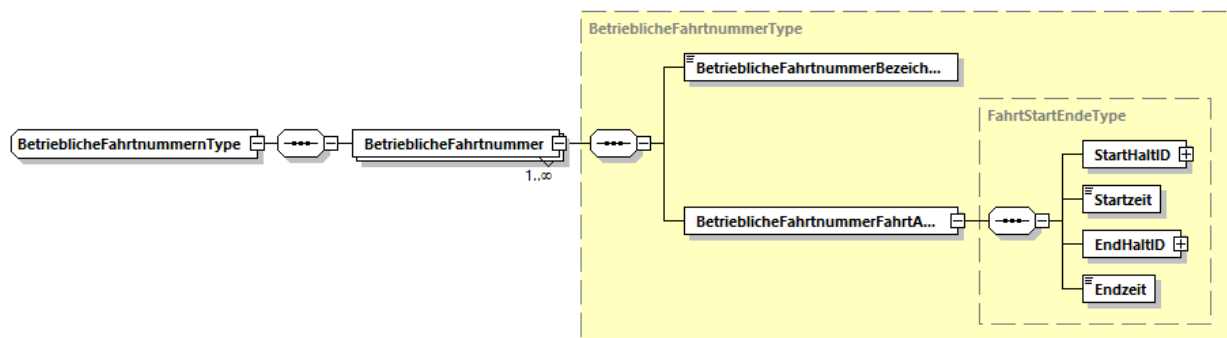 BetrieblicheFahrtnummerType
BetrieblicheFahrtnummerBezeich...
FahrtStartEndeType
BetrieblicheFahrtnummernType
BetrieblicheFahrtnummer
1..∞
StartHaltID
Startzeit
BetrieblicheFahrtnummerFahrtA...
EndHaltID
Endzeit